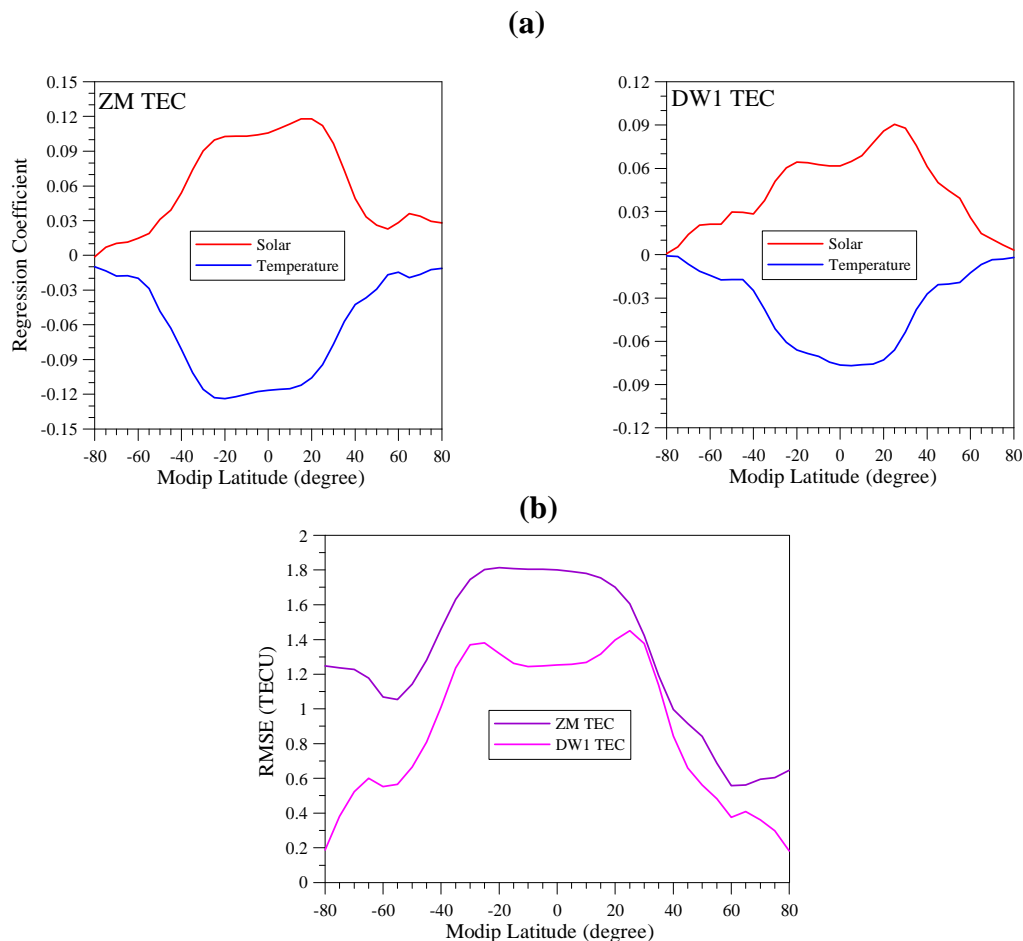 (a)
ZM TEC
Regression Coefficient
0.15
0.12
0.09
0.06
0.03
0
-0.03
-0.06
-0.09
-0.12
-0.15
Solar
Temperature
-80 -60 -40 -20 0 20 40 60 80
Modip Latitude (degree)
DW1 TEC
0.12
0.09
0.06
0.03
0
-0.03
-0.06
-0.09
-0.12
Solar
Temperature
-80 -60 -40 -20 0 20 40 60 80
Modip Latitude (degree)
(b)
RMSE (TECU)
2
1.8
1.6
1.4
1.2
1
0.8
0.6
0.4
0.2
0
ZM TEC
DW1 TEC
-80 -60 -40 -20 0 20 40 60 80
Modip Latitude (degree)